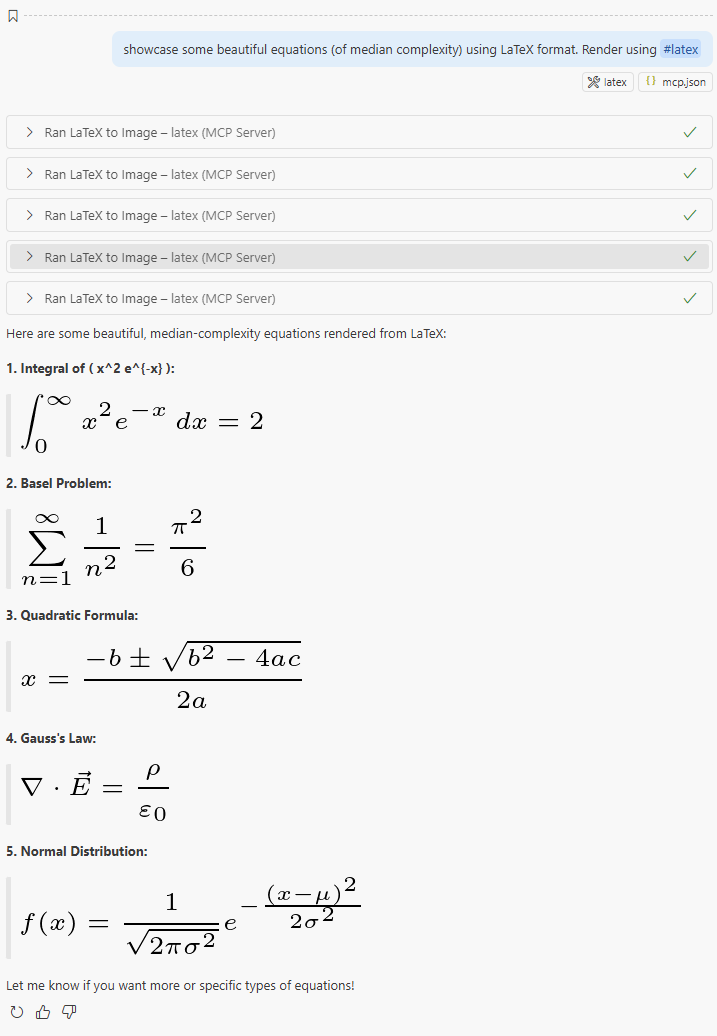 showcase some beautiful equations (of median complexity) using LaTeX format. Render using #latex
latex {} mcp.json
Ran LaTeX to Image – latex (MCP Server)
Ran LaTeX to Image – latex (MCP Server)
Ran LaTeX to Image – latex (MCP Server)
Ran LaTeX to Image – latex (MCP Server)
Ran LaTeX to Image – latex (MCP Server)
Here are some beautiful, median-complexity equations rendered from LaTeX:
1. Integral of ( x^2 e^{-x} ):
\int_0^\infty x^2 e^{-x} \, dx = 2
2. Basel Problem:
\sum_{n=1}^{\infty} \frac{1}{n^2} = \frac{\pi^2}{6}
3. Quadratic Formula:
x = \frac{-b \pm \sqrt{b^2 - 4ac}}{2a}
4. Gauss's Law:
\nabla \cdot \vec{E} = \frac{\rho}{\varepsilon_0}
5. Normal Distribution:
f(x) = \frac{1}{\sqrt{2\pi\sigma^2}} e^{-\frac{(x-\mu)^2}{2\sigma^2}}
Let me know if you want more or specific types of equations!